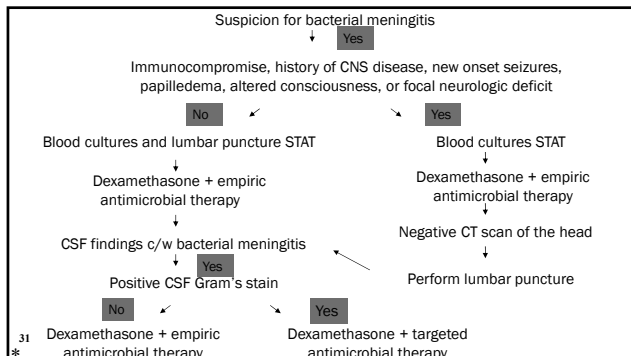 Suspicion for bacterial meningitis
Yes
Immunocompromise, history of CNS disease, new onset seizures,
papilledema, altered consciousness, or focal neurologic deficit
No
Yes
Blood cultures and lumbar puncture STAT
Blood cultures STAT
Dexamethasone + empiric
antimicrobial therapy
Dexamethasone + empiric
antimicrobial therapy
Negative CT scan of the head
CSF findings c/w bacterial meningitis
Perform lumbar puncture
Yes
Positive CSF Gram's stain
No
Yes
31
*
Dexamethasone + empiric
antimicrobial therapy
Dexamethasone + targeted
antimicrobial therapy